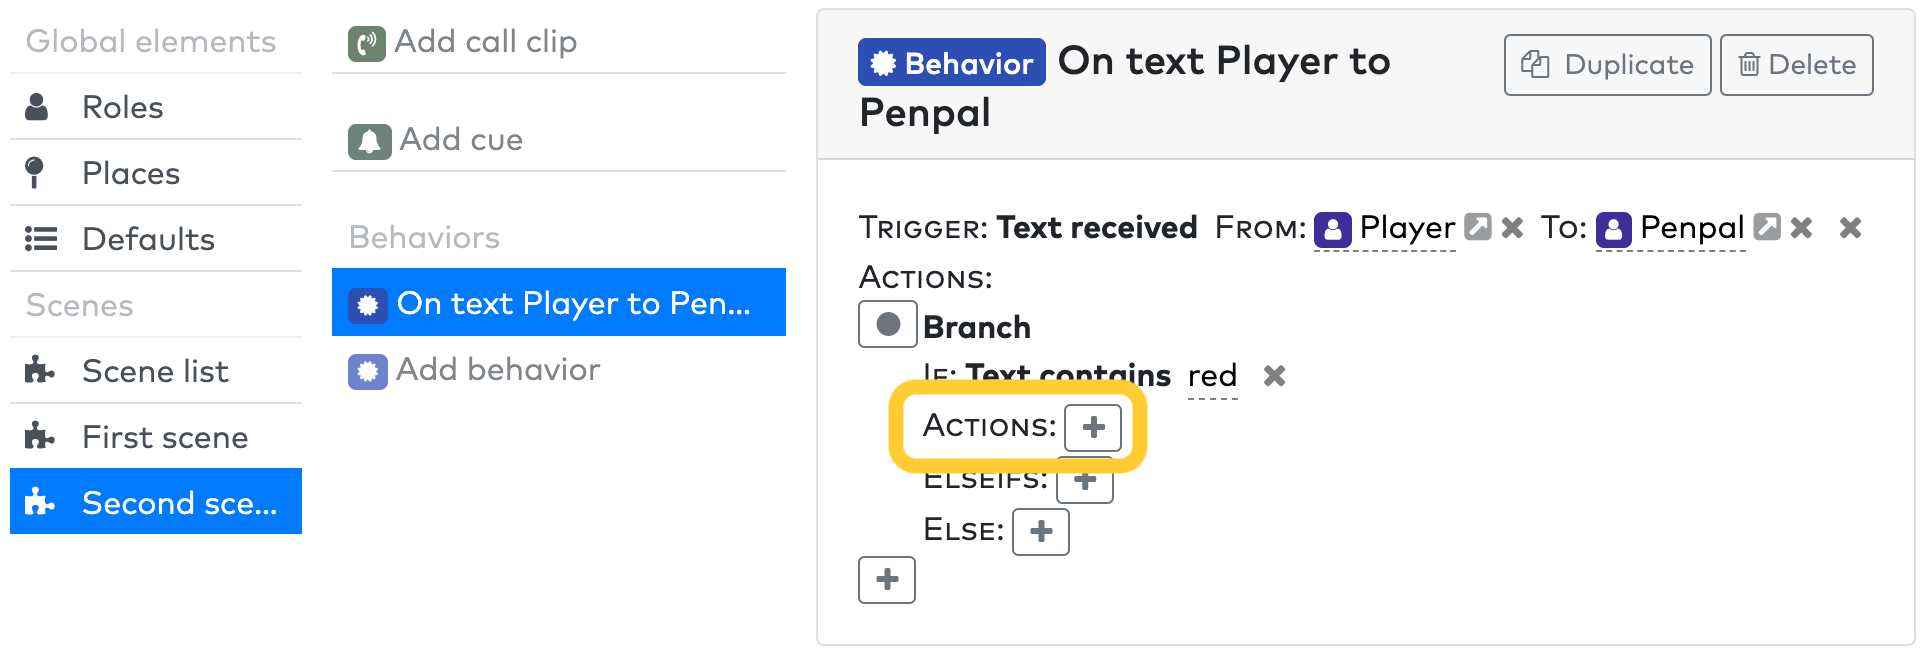 Global elements
Roles
Places
Defaults
Scenes
Scene list
First scene
Second sce...
Add call clip
Add cue
Behaviors
On text Player to Pen...
Add behavior
Behavior On text Player to
Penpal
Duplicate
Delete
TRIGGER: Text received FROM: Player TO: Penpal
ACTIONS:
Branch
IF: Text contains red
ACTIONS:
ELSEIFS:
ELSE: